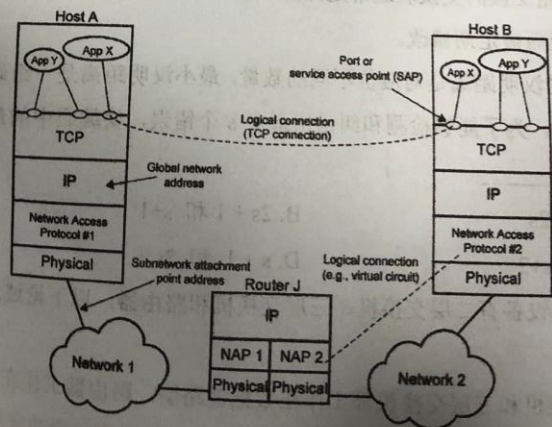 Host A
App Y
App X
TCP
IP
Network Access
Protocol #1
Physical
Global network
address
Subnetwork attachment
point address
Logical connection
(TCP connection)
Port or
service access point (SAP)
Host B
App X
App Y
TCP
IP
Network Access
Protocol #2
Physical
Logical connection
(e.g., virtual circuit)
Router J
IP
NAP 1
NAP 2
Physical
Physical
Network 1
Network 2